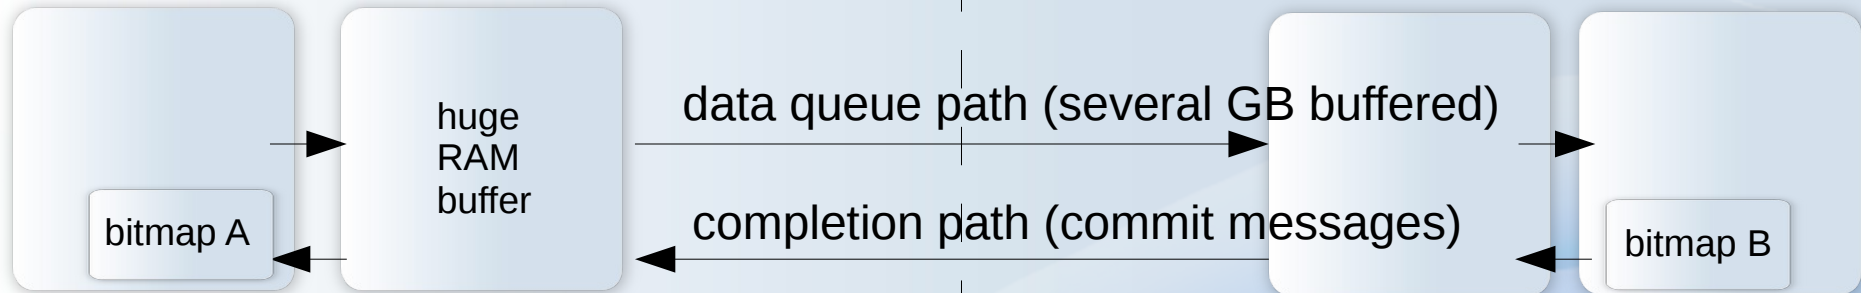 data queue path (several GB buffered)
huge
RAM
buffer
completion path (commit messages)
bitmap A
bitmap B